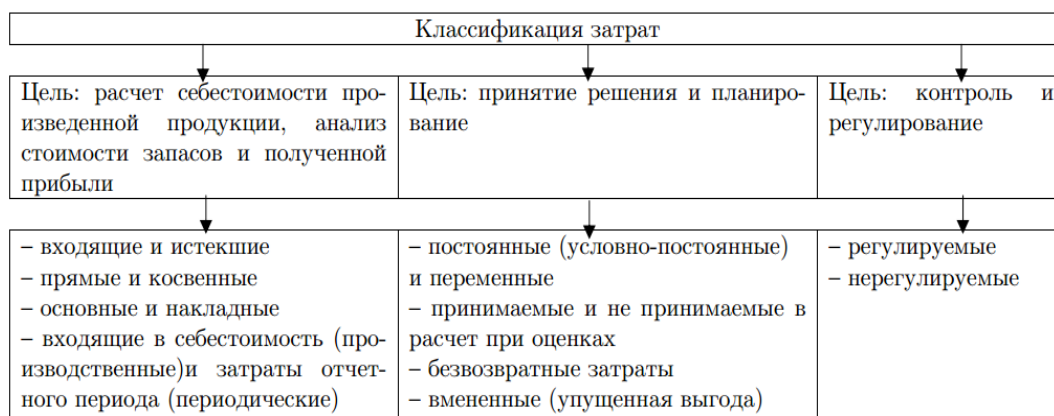 Классификация затрат
Цель: расчет себестоимости про-
изведенной продукции, анализ
стоимости запасов и полученной
прибыли
Цель: принятие решения и планиро-
вание
Цель: контроль и
регулирование
– входящие и истекшие
– прямые и косвенные
– основные и накладные
– входящие в себестоимость (про-
изводственные)и затраты отчет-
ного периода (периодические)
– постоянные (условно-постоянные)
и переменные
– принимаемые и не принимаемые в
расчет при оценках
– безвозвратные затраты
– вмененные (упущенная выгода)
– регулируемые
– нерегулируемые